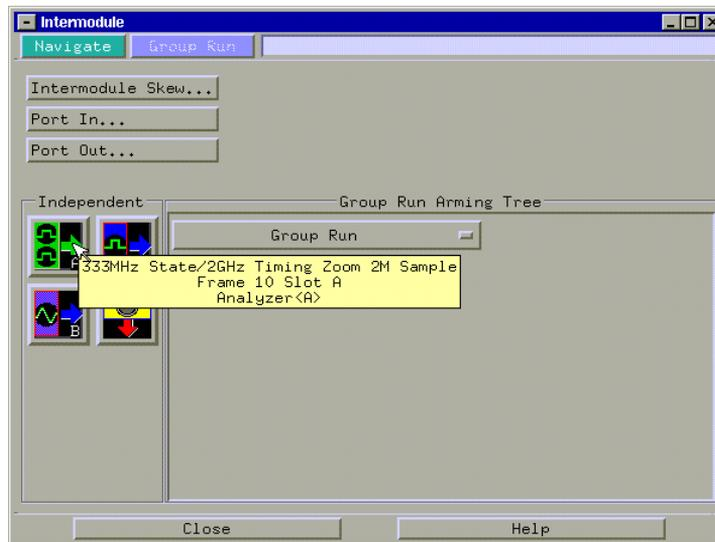 Intermodule
Navigate Group Run
Intermodule Skew...
Port In...
Port Out...
Independent Group Run Arming Tree
Group Run
A
333MHz State/2GHz Timing Zoom 2M Sample
Frame 10 Slot A
Analyzer<A>
B
Close Help